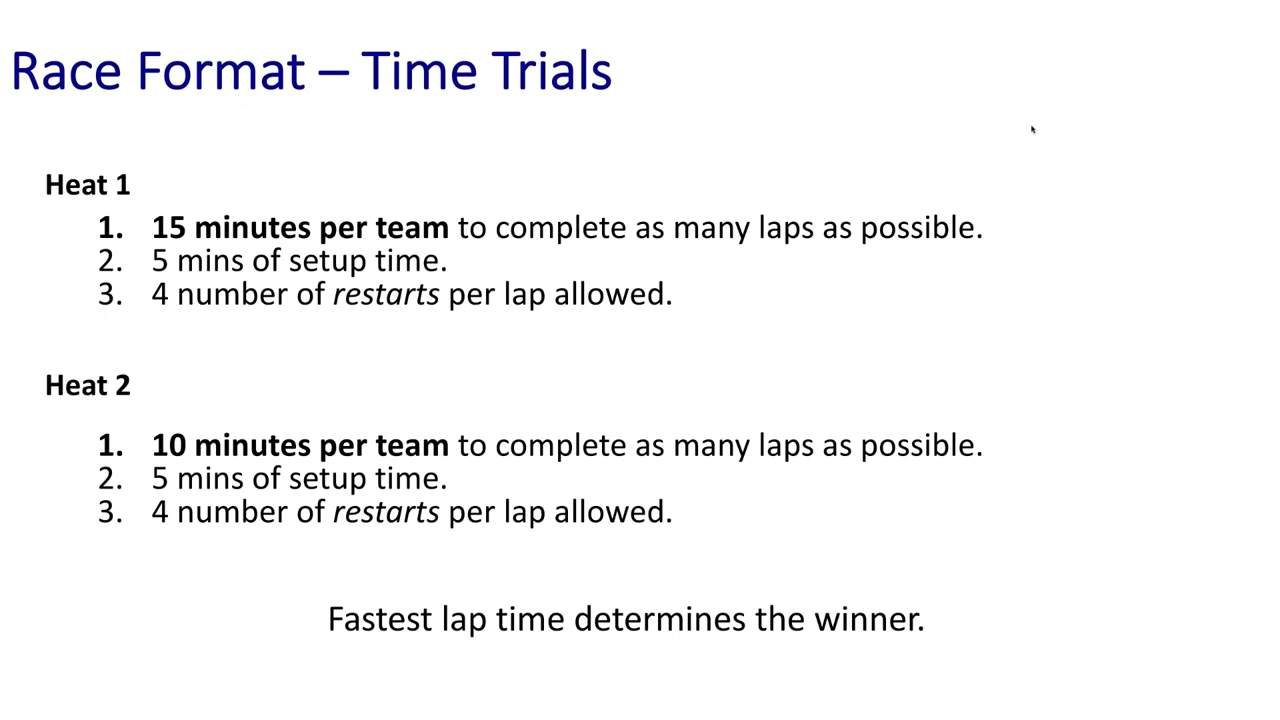 Race Format – Time Trials
Heat 1
1. 15 minutes per team to complete as many laps as possible.
2. 5 mins of setup time.
3. 4 number of restarts per lap allowed.
Heat 2
1. 10 minutes per team to complete as many laps as possible.
2. 5 mins of setup time.
3. 4 number of restarts per lap allowed.
Fastest lap time determines the winner.